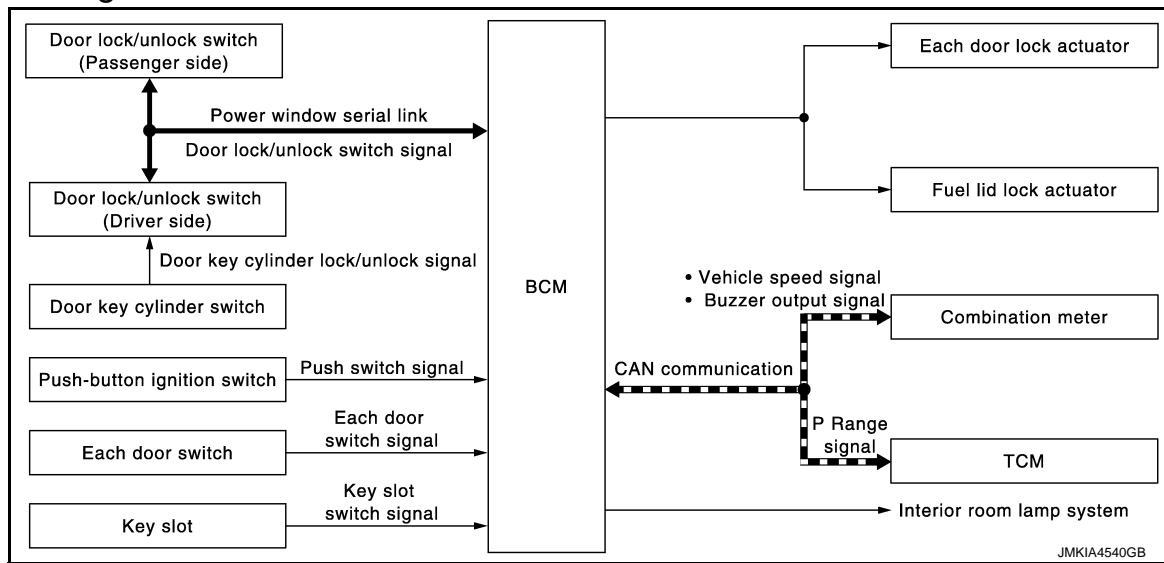 Door lock/unlock switch
(Passenger side)
Power window serial link
Door lock/unlock switch signal
Door lock/unlock switch
(Driver side)
Door key cylinder lock/unlock signal
Door key cylinder switch
Push-button ignition switch
Push switch signal
Each door switch
Each door
switch signal
Key slot
Key slot
switch signal
BCM
Each door lock actuator
Fuel lid lock actuator
• Vehicle speed signal
• Buzzer output signal
Combination meter
CAN communication
P Range
signal
TCM
Interior room lamp system
JMKIA4540GB